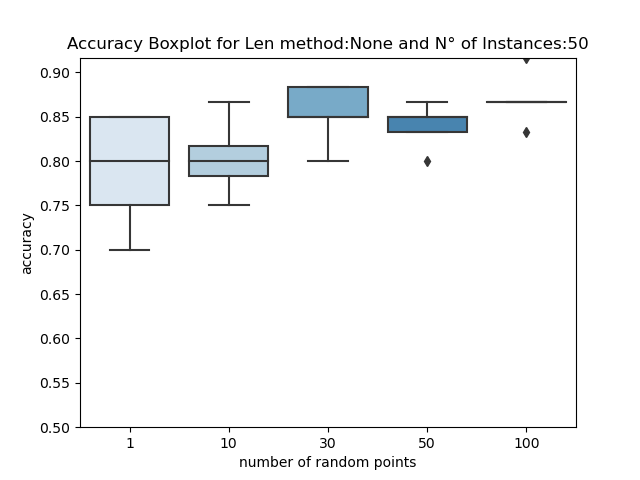 Accuracy Boxplot for Len method:None and N° of Instances:50
0.90
0.85
0.80
0.75
0.70
0.65
0.60
0.55
0.50
accuracy
1 10 30 50 100
number of random points